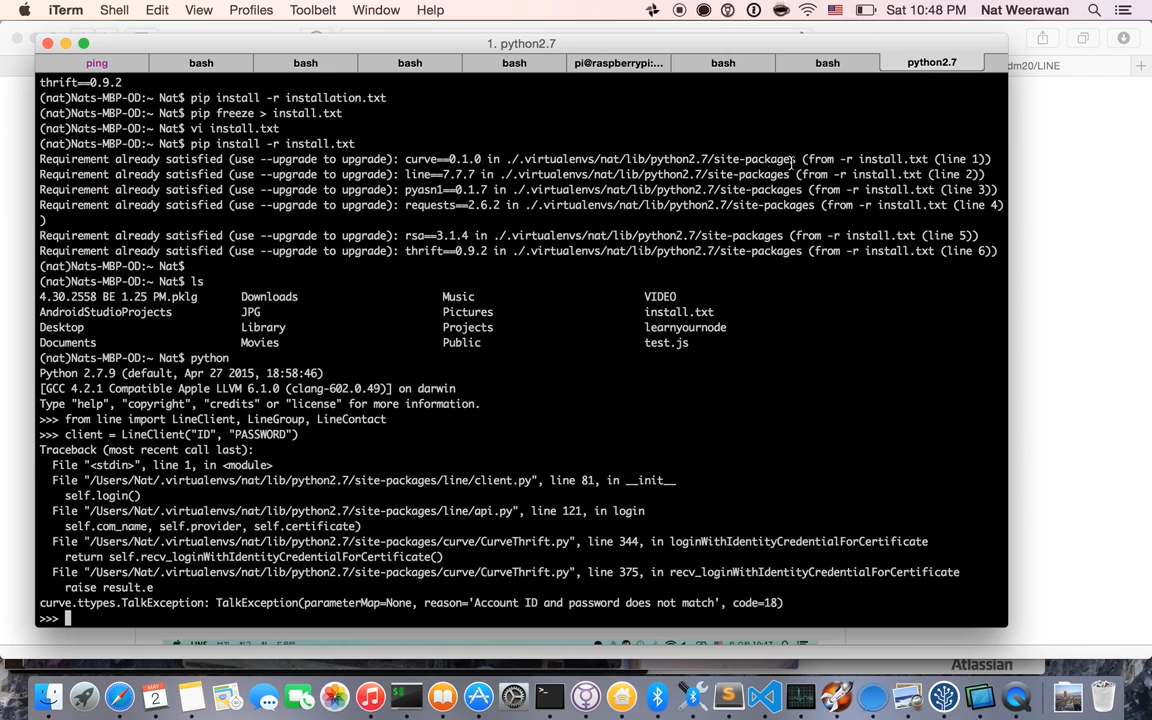 iTerm Shell Edit View Profiles Toolbelt Window Help Sat 10:48 PM Nat Weerawan
1. python2.7
ping bash bash bash bash pi@raspberrypi:... bash bash python2.7
dm20/LINE
thrift==0.9.2
(nat)Nats-MBP-OD:~ Nat$ pip install -r installation.txt
(nat)Nats-MBP-OD:~ Nat$ pip freeze > install.txt
(nat)Nats-MBP-OD:~ Nat$ vi install.txt
(nat)Nats-MBP-OD:~ Nat$ pip install -r install.txt
Requirement already satisfied (use --upgrade to upgrade): curve==0.1.0 in ./.virtualenvs/nat/lib/python2.7/site-packages (from -r install.txt (line 1))
Requirement already satisfied (use --upgrade to upgrade): line==7.7.7 in ./.virtualenvs/nat/lib/python2.7/site-packages (from -r install.txt (line 2))
Requirement already satisfied (use --upgrade to upgrade): pyasn1==0.1.7 in ./.virtualenvs/nat/lib/python2.7/site-packages (from -r install.txt (line 3))
Requirement already satisfied (use --upgrade to upgrade): requests==2.6.2 in ./.virtualenvs/nat/lib/python2.7/site-packages (from -r install.txt (line 4)
)
Requirement already satisfied (use --upgrade to upgrade): rsa==3.1.4 in ./.virtualenvs/nat/lib/python2.7/site-packages (from -r install.txt (line 5))
Requirement already satisfied (use --upgrade to upgrade): thrift==0.9.2 in ./.virtualenvs/nat/lib/python2.7/site-packages (from -r install.txt (line 6))
(nat)Nats-MBP-OD:~ Nat$
(nat)Nats-MBP-OD:~ Nat$ ls
4.30.2558 BE 1.25 PM.pklg Downloads Music VIDEO
AndroidStudioProjects JPG Pictures install.txt
Desktop Library Projects learnyournode
Documents Movies Public test.js
(nat)Nats-MBP-OD:~ Nat$ python
Python 2.7.9 (default, Apr 27 2015, 18:58:46)
[GCC 4.2.1 Compatible Apple LLVM 6.1.0 (clang-602.0.49)] on darwin
Type "help", "copyright", "credits" or "license" for more information.
>>> from line import LineClient, LineGroup, LineContact
>>> client = LineClient("ID", "PASSWORD")
Traceback (most recent call last):
File "<stdin>", line 1, in <module>
File "/Users/Nat/.virtualenvs/nat/lib/python2.7/site-packages/line/client.py", line 81, in __init__
self.login()
File "/Users/Nat/.virtualenvs/nat/lib/python2.7/site-packages/line/api.py", line 121, in login
self.com_name, self.provider, self.certificate)
File "/Users/Nat/.virtualenvs/nat/lib/python2.7/site-packages/curve/CurveThrift.py", line 344, in loginWithIdentityCredentialForCertificate
return self.recv_loginWithIdentityCredentialForCertificate()
File "/Users/Nat/.virtualenvs/nat/lib/python2.7/site-packages/curve/CurveThrift.py", line 375, in recv_loginWithIdentityCredentialForCertificate
raise result.e
curve.ttypes.TalkException: TalkException(parameterMap=None, reason='Account ID and password does not match', code=18)
>>>
Atlassian
MAY
2